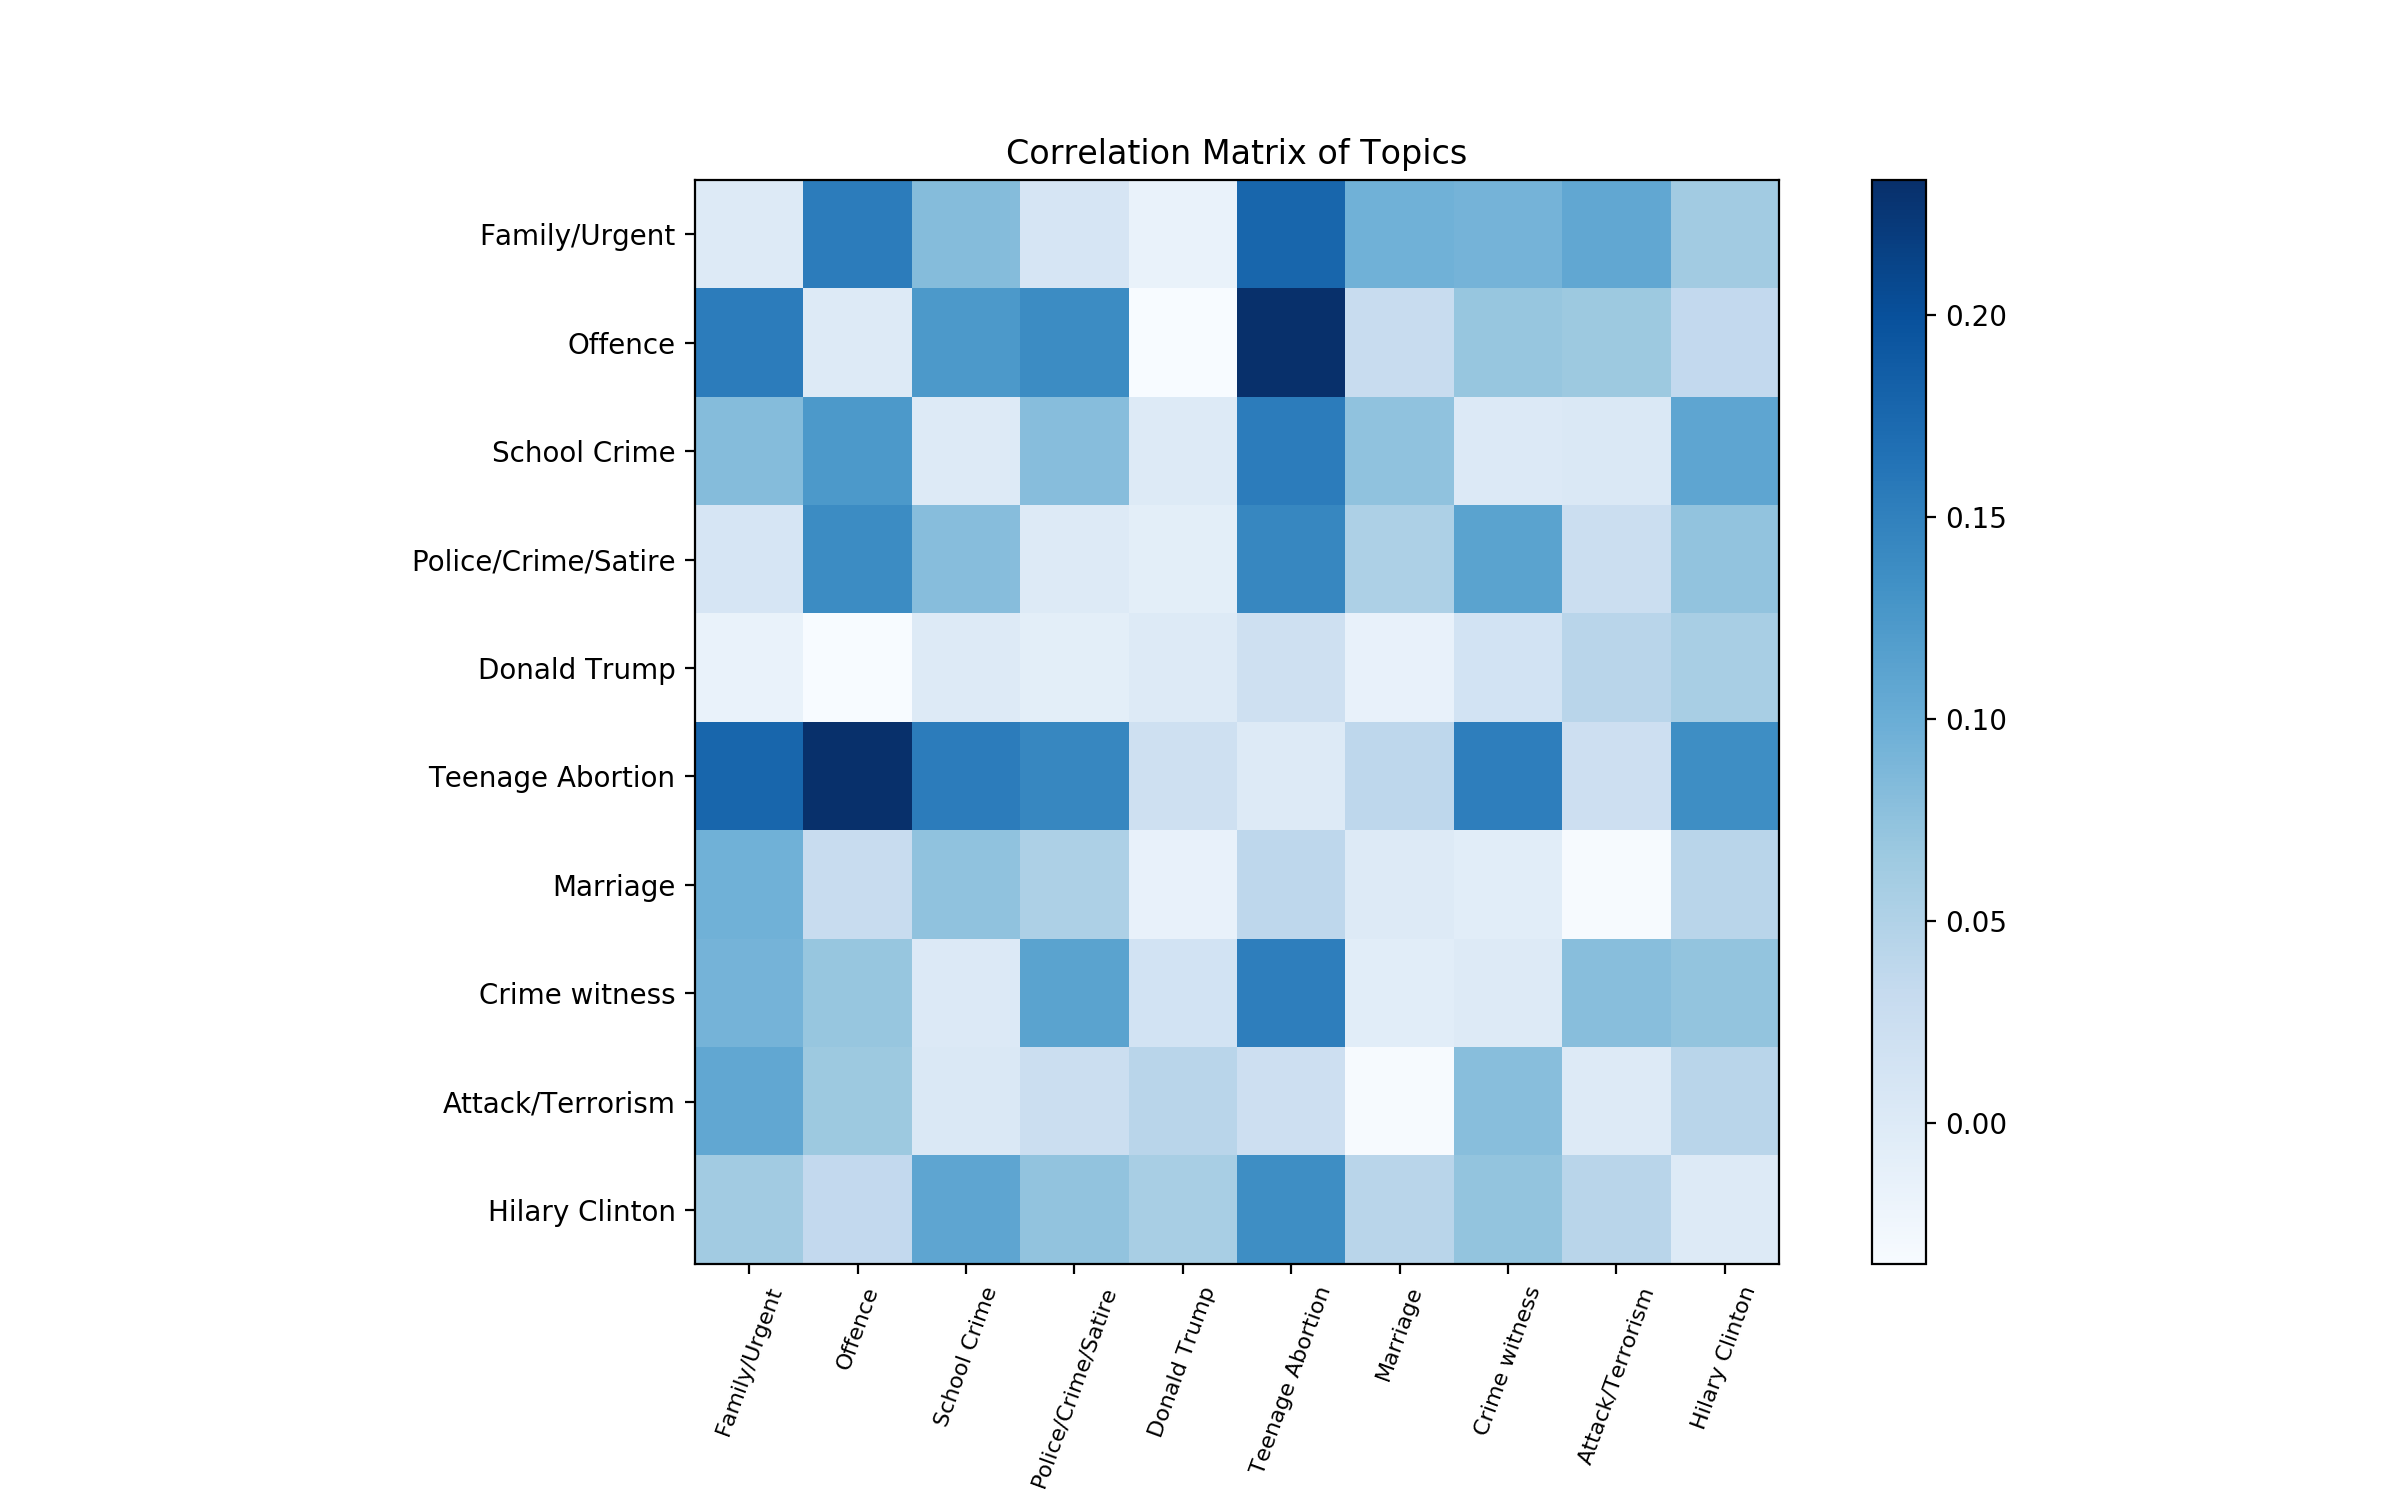 Correlation Matrix of Topics
Family/Urgent
Offence
School Crime
Police/Crime/Satire
Donald Trump
Teenage Abortion
Marriage
Crime witness
Attack/Terrorism
Hilary Clinton
0.20
0.15
0.10
0.05
0.00
Family/Urgent
Offence
School Crime
Police/Crime/Satire
Donald Trump
Teenage Abortion
Marriage
Crime witness
Attack/Terrorism
Hilary Clinton